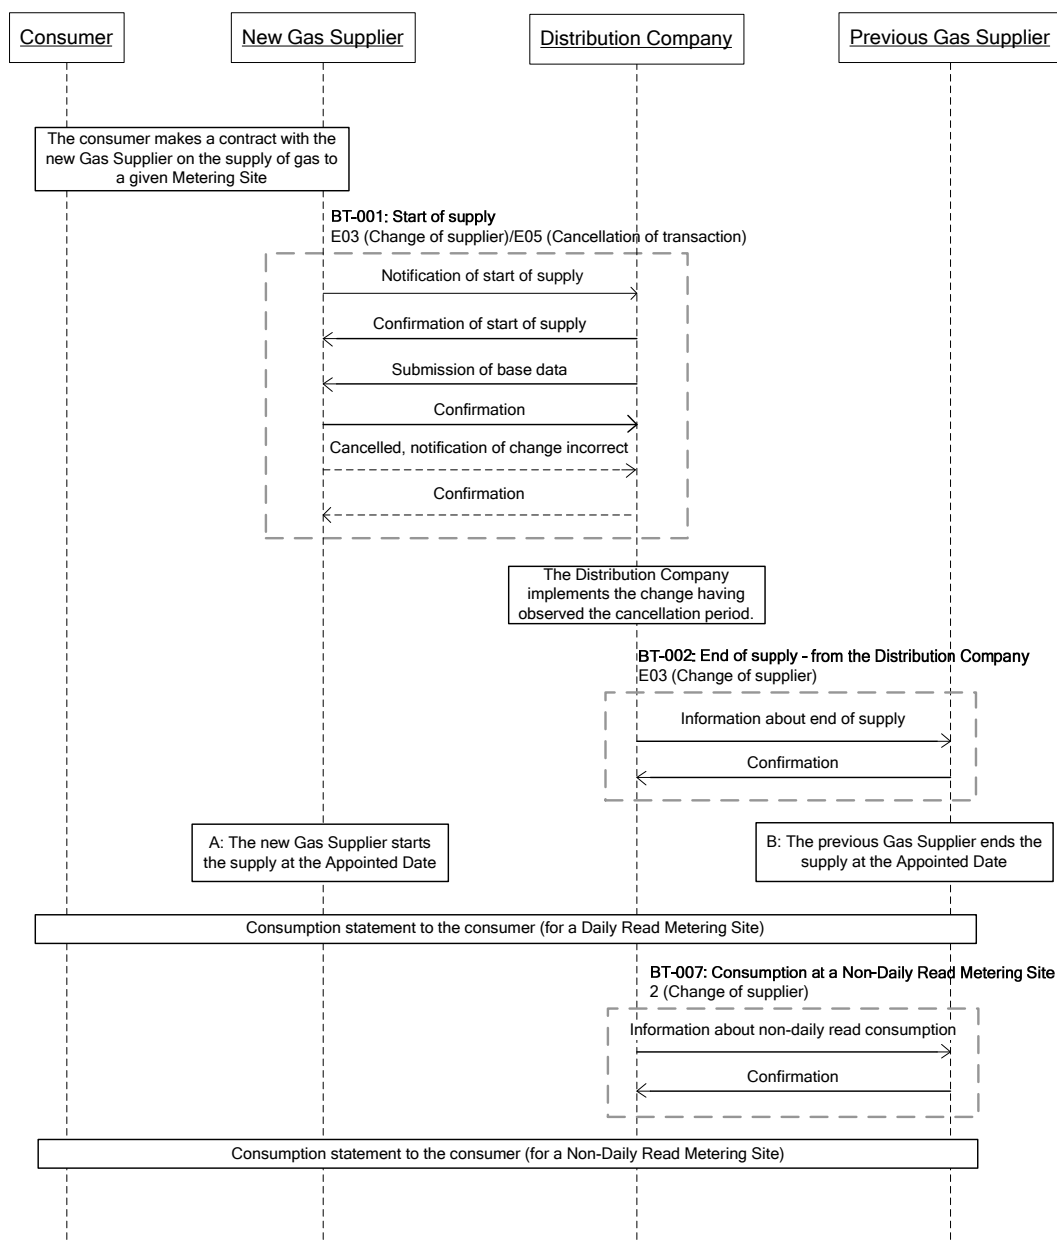 Consumer
New Gas Supplier
Distribution Company
Previous Gas Supplier
The consumer makes a contract with the
new Gas Supplier on the supply of gas to
a given Metering Site
BT-001: Start of supply
E03 (Change of supplier)/E05 (Cancellation of transaction)
Notification of start of supply
Confirmation of start of supply
Submission of base data
Confirmation
Cancelled, notification of change incorrect
Confirmation
The Distribution Company
implements the change having
observed the cancellation period.
BT-002: End of supply - from the Distribution Company
E03 (Change of supplier)
Information about end of supply
Confirmation
A: The new Gas Supplier starts
the supply at the Appointed Date
B: The previous Gas Supplier ends the
supply at the Appointed Date
Consumption statement to the consumer (for a Daily Read Metering Site)
BT-007: Consumption at a Non-Daily Read Metering Site
2 (Change of supplier)
Information about non-daily read consumption
Confirmation
Consumption statement to the consumer (for a Non-Daily Read Metering Site)